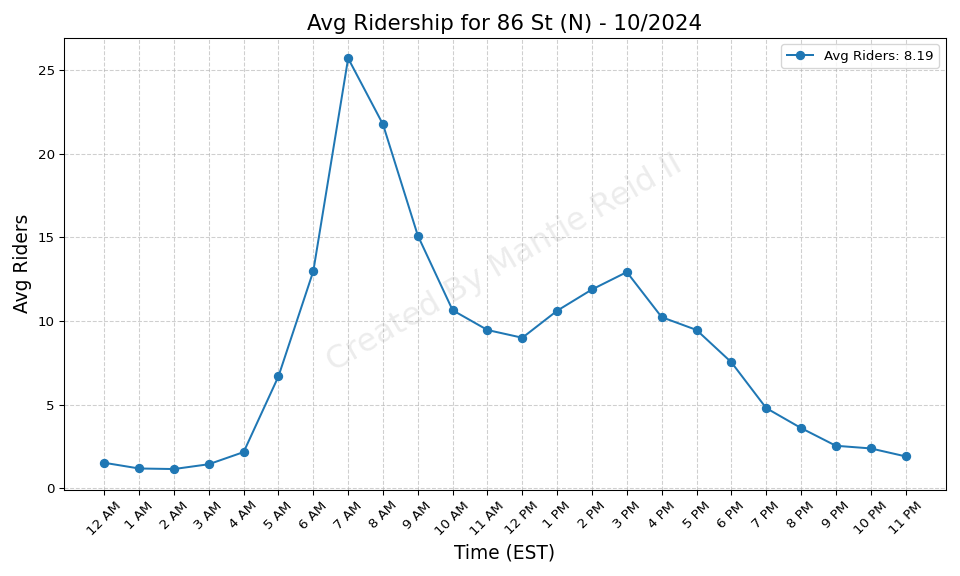 Avg Ridership for 86 St (N) - 10/2024
Avg Riders: 8.19
Avg Riders
25
20
15
10
5
0
Created By Mantie Reid II
12 AM
1 AM
2 AM
3 AM
4 AM
5 AM
6 AM
7 AM
8 AM
9 AM
10 AM
11 AM
12 PM
1 PM
2 PM
3 PM
4 PM
5 PM
6 PM
7 PM
8 PM
9 PM
10 PM
11 PM
Time (EST)